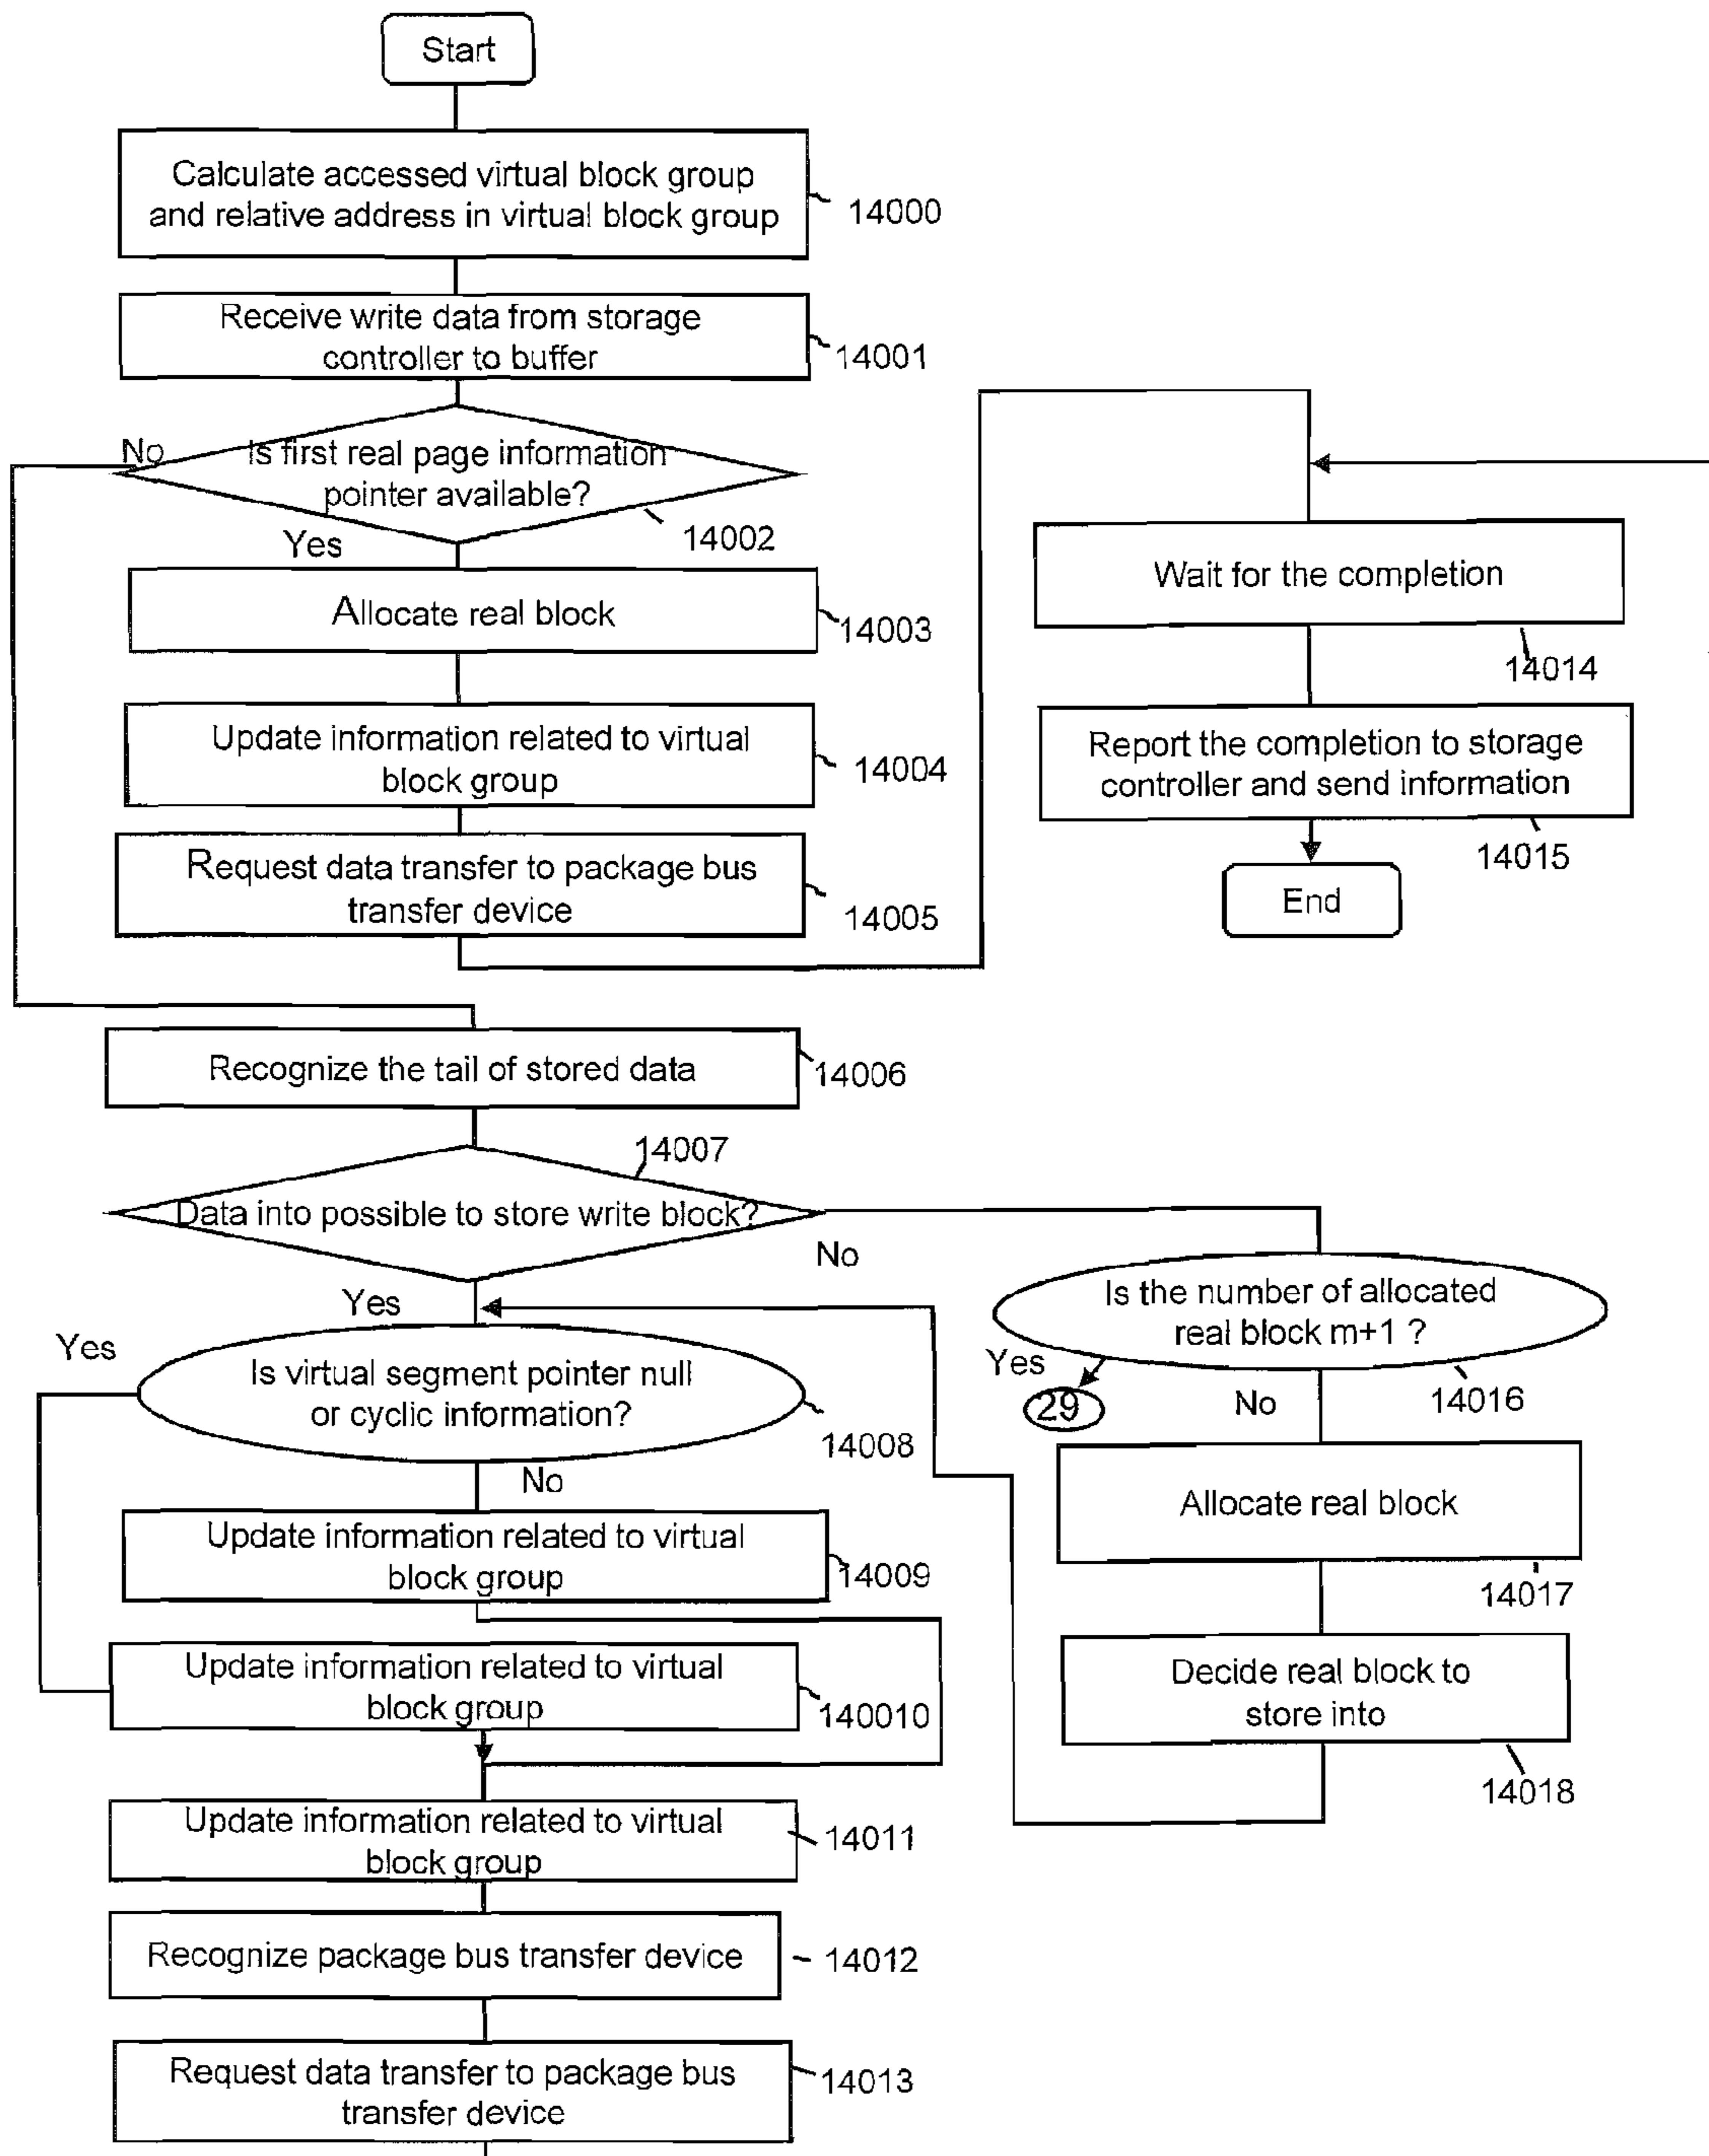 Start
Calculate accessed virtual block group
and relative address in virtual block group
14000
Receive write data from storage
controller to buffer
14001
No
Is first real page information
pointer available?
14002
Yes
Allocate real block
14003
Update information related to virtual
block group
14004
Request data transfer to package bus
transfer device
14005
Wait for the completion
14014
Report the completion to storage
controller and send information
14015
End
Recognize the tail of stored data
14006
14007
Data into possible to store write block?
No
Yes
Is the number of allocated
real block m+1 ?
Yes
29
No
14016
Yes
Is virtual segment pointer null
or cyclic information?
14008
No
Allocate real block
14017
Update information related to virtual
block group
14009
Decide real block to
store into
14018
Update information related to virtual
block group
140010
Update information related to virtual
block group
14011
Recognize package bus transfer device
14012
Request data transfer to package bus
transfer device
14013